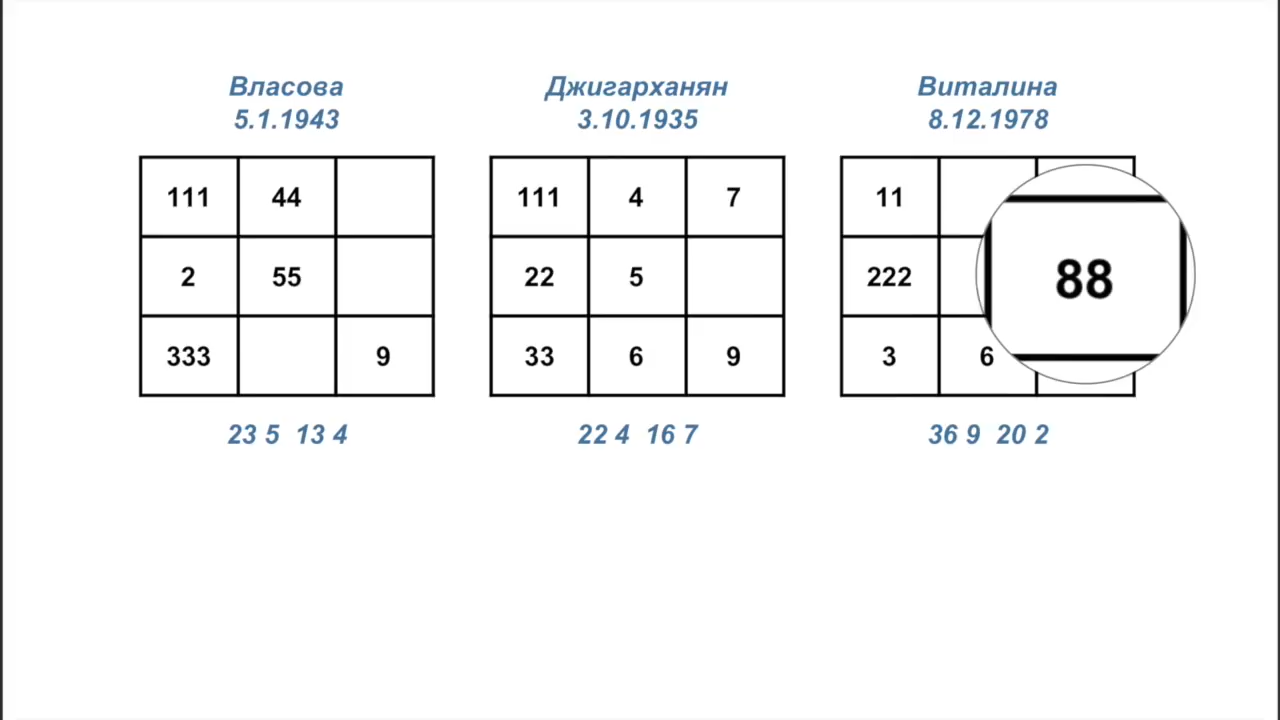 Власова
5.1.1943
111 44
2 55
333 9
23 5 13 4
Джигарханян
3.10.1935
111 4 7
22 5
33 6 9
22 4 16 7
Виталина
8.12.1978
11
222 88
3 6
36 9 20 2